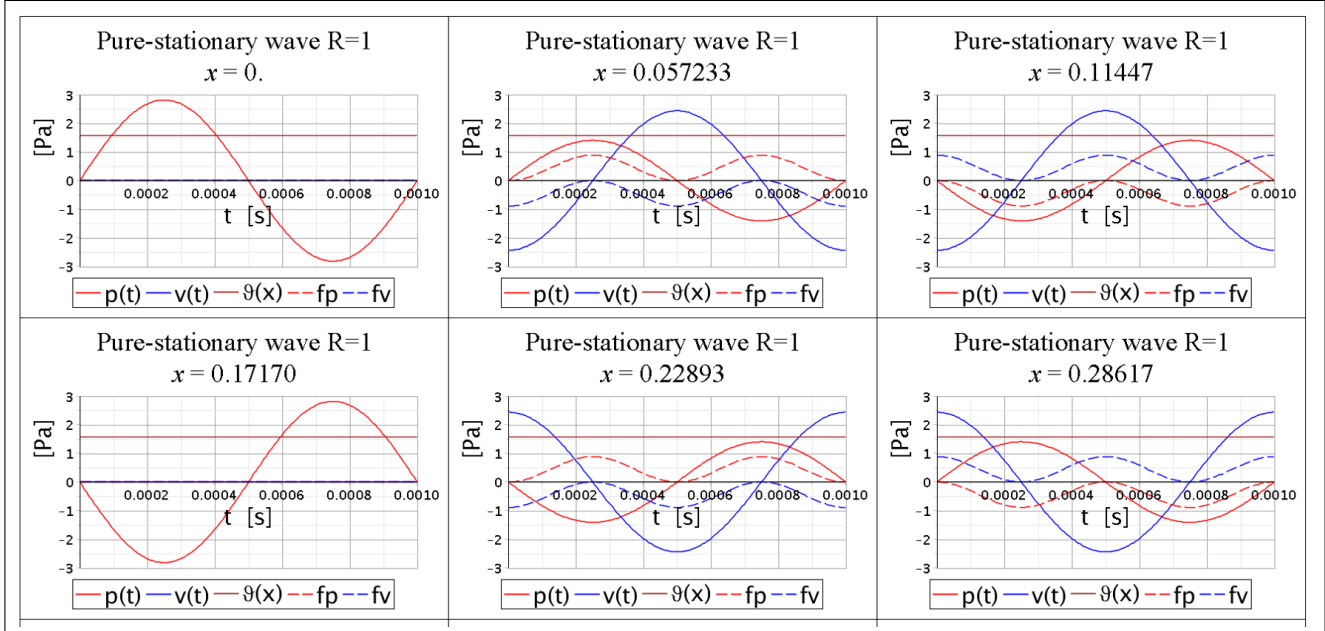 Pure-stationary wave R=1
x = 0.
3
2
1
0
-1
-2
-3
[Pa]
0.0002 0.0004 0.0006 0.0008 0.0010
t [s]
p(t) v(t) ϑ(x) fp fv
Pure-stationary wave R=1
x = 0.057233
3
2
1
0
-1
-2
-3
[Pa]
0.0002 0.0004 0.0006 0.0008 0.0010
t [s]
p(t) v(t) ϑ(x) fp fv
Pure-stationary wave R=1
x = 0.11447
3
2
1
0
-1
-2
-3
[Pa]
0.0002 0.0004 0.0006 0.0008 0.0010
t [s]
p(t) v(t) ϑ(x) fp fv
Pure-stationary wave R=1
x = 0.17170
3
2
1
0
-1
-2
-3
[Pa]
0.0002 0.0004 0.0006 0.0008 0.0010
t [s]
p(t) v(t) ϑ(x) fp fv
Pure-stationary wave R=1
x = 0.22893
3
2
1
0
-1
-2
-3
[Pa]
0.0002 0.0004 0.0006 0.0008 0.0010
t [s]
p(t) v(t) ϑ(x) fp fv
Pure-stationary wave R=1
x = 0.28617
3
2
1
0
-1
-2
-3
[Pa]
0.0002 0.0004 0.0006 0.0008 0.0010
t [s]
p(t) v(t) ϑ(x) fp fv